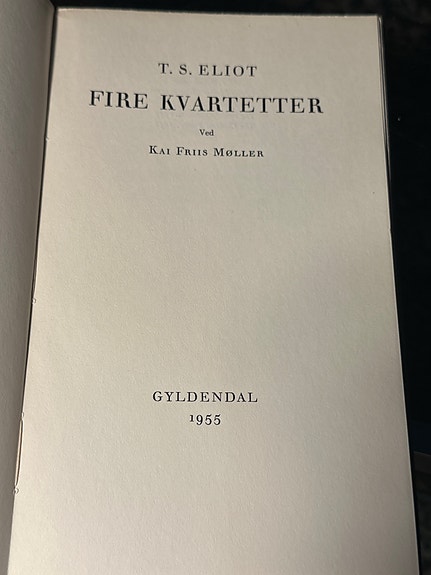 T. S. ELIOT
FIRE KVARTETTER
Ved
KAI FRIIS MØLLER
GYLDENDAL
1955